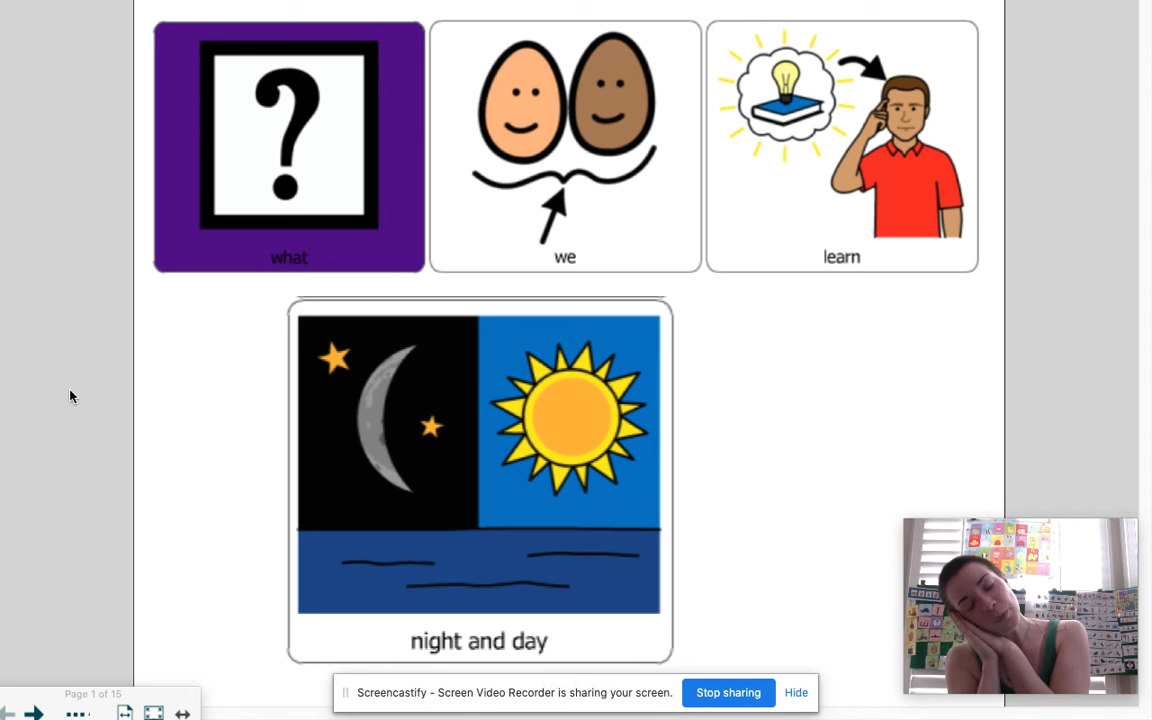 what
we
learn
night and day
Page 1 of 15
Screencastify - Screen Video Recorder is sharing your screen.
Stop sharing
Hide